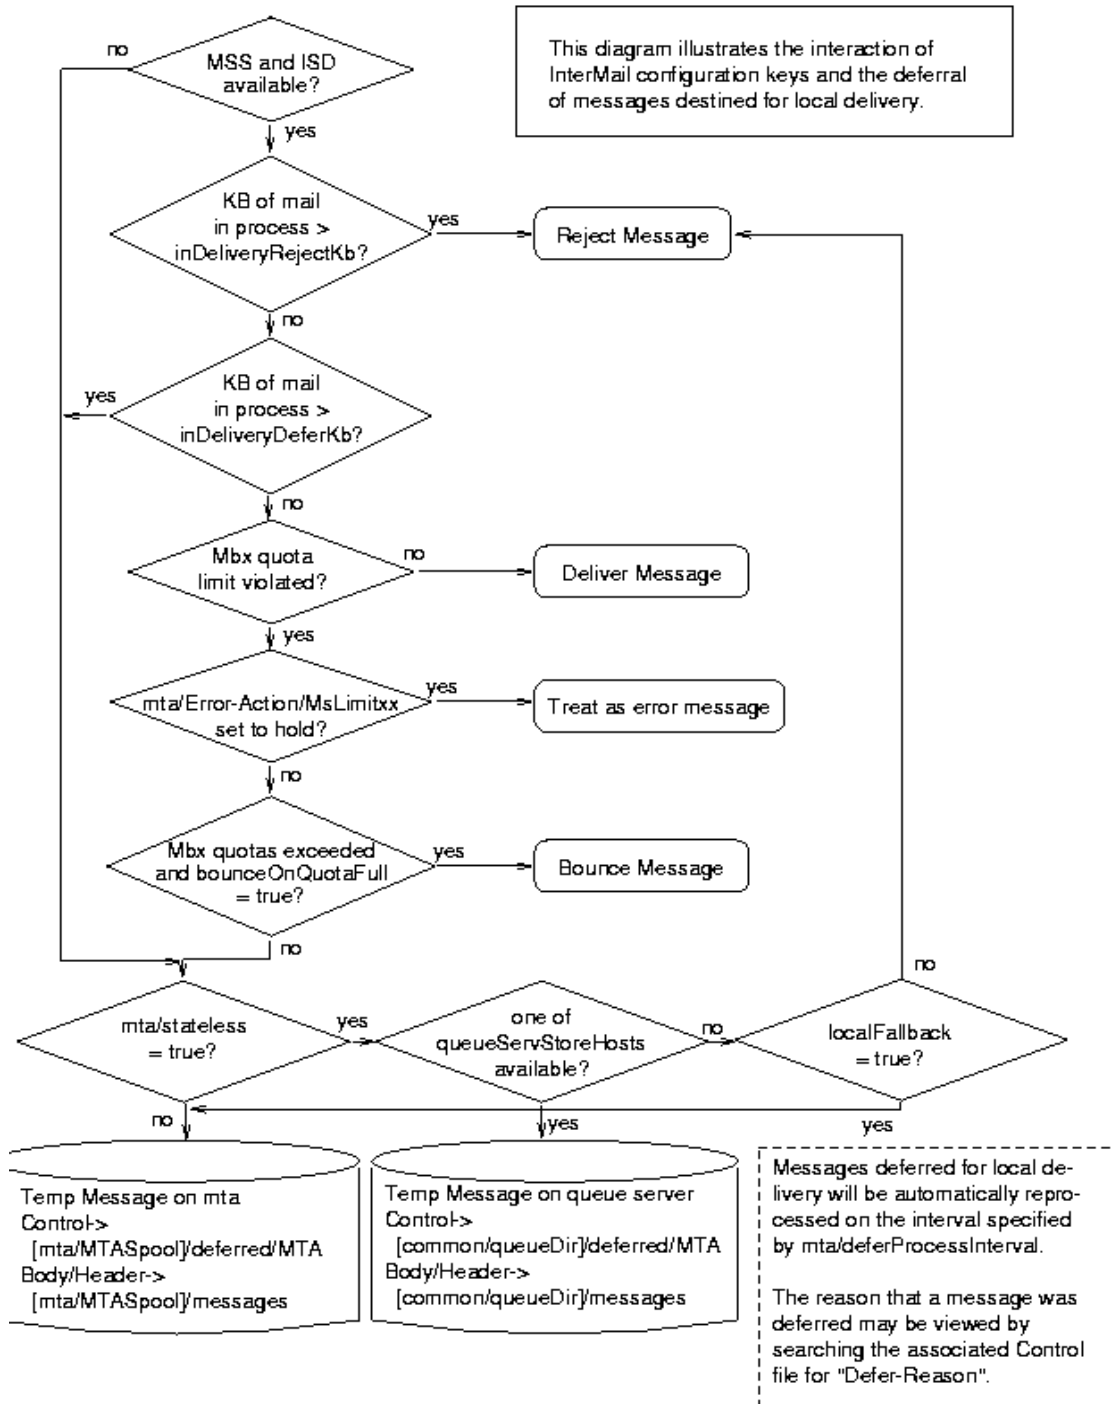 no
MSS and ISD
available?
This diagram illustrates the interaction of
InterMail configuration keys and the deferral
of messages destined for local delivery.
yes
KB of mail
in process >
inDeliveryRejectKb?
yes
Reject Message
no
KB of mail
in process >
inDeliveryDeferKb?
yes
no
Mbx quota
limit violated?
no
Deliver Message
yes
mta/Error-Action/MsLimitxx
set to hold?
yes
Treat as error message
no
Mbx quotas exceeded
and bounceOnQuotaFull
= true?
yes
Bounce Message
no
no
mta/stateless
= true?
yes
one of
queueServStoreHosts
available?
no
localFallback
= true?
no
yes
yes
Temp Message on mta
Control->
[mta/MTASpool]/deferred/MTA
Body/Header->
[mta/MTASpool]/messages
Temp Message on queue server
Control->
[common/queueDir]/deferred/MTA
Body/Header->
[common/queueDir]/messages
Messages deferred for local de-
livery will be automatically repro-
cessed on the interval specified
by mta/deferProcessInterval.
The reason that a message was
deferred may be viewed by
searching the associated Control
file for "Defer-Reason".